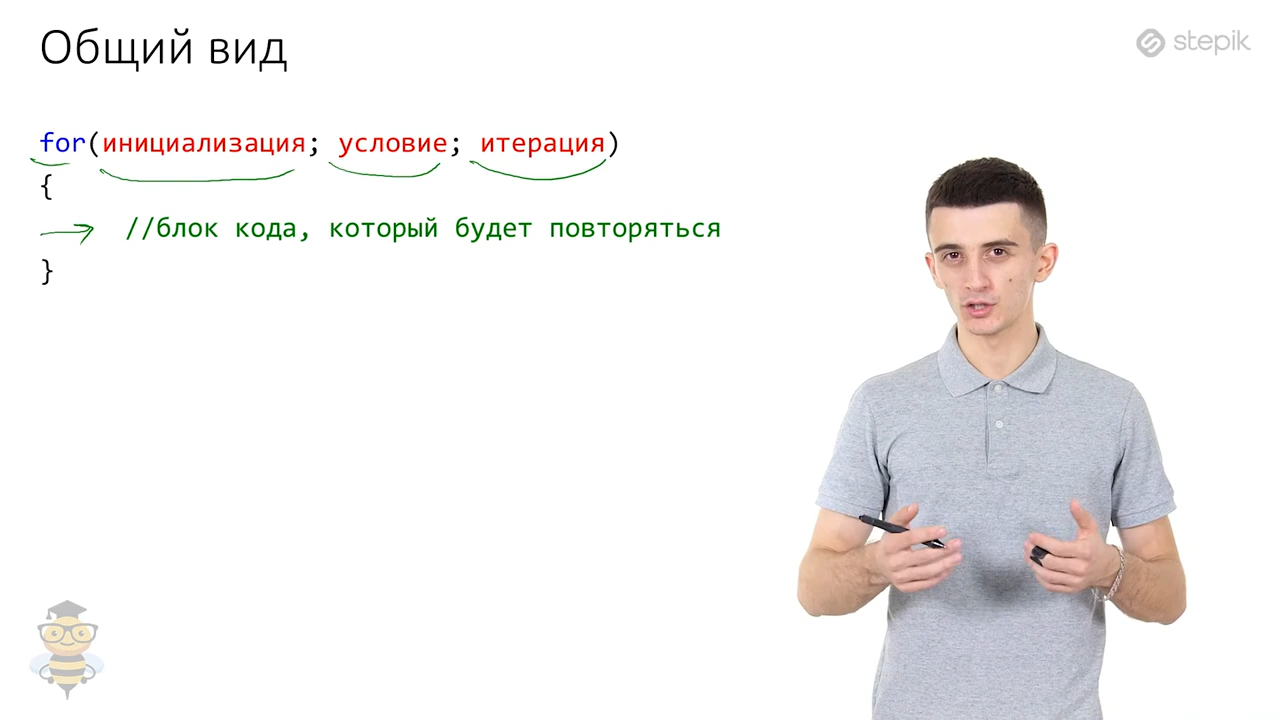 Общий вид
stepik
for(инициализация; условие; итерация)
{
//блок кода, который будет повторяться
}